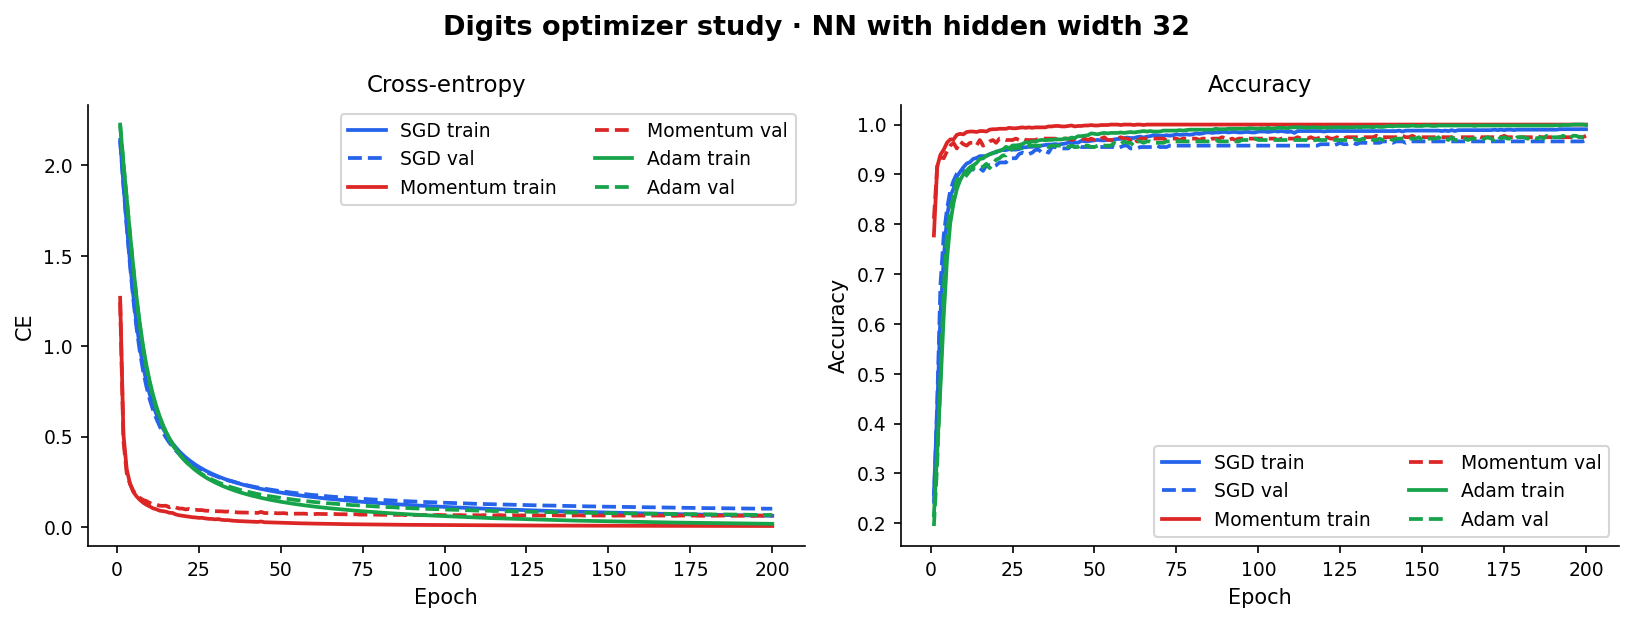 Digits optimizer study · NN with hidden width 32
Cross-entropy
CE
2.0
1.5
1.0
0.5
0.0
SGD train
SGD val
Momentum train
Momentum val
Adam train
Adam val
0 25 50 75 100 125 150 175 200
Epoch
Accuracy
Accuracy
1.0
0.9
0.8
0.7
0.6
0.5
0.4
0.3
0.2
SGD train
SGD val
Momentum train
Momentum val
Adam train
Adam val
0 25 50 75 100 125 150 175 200
Epoch